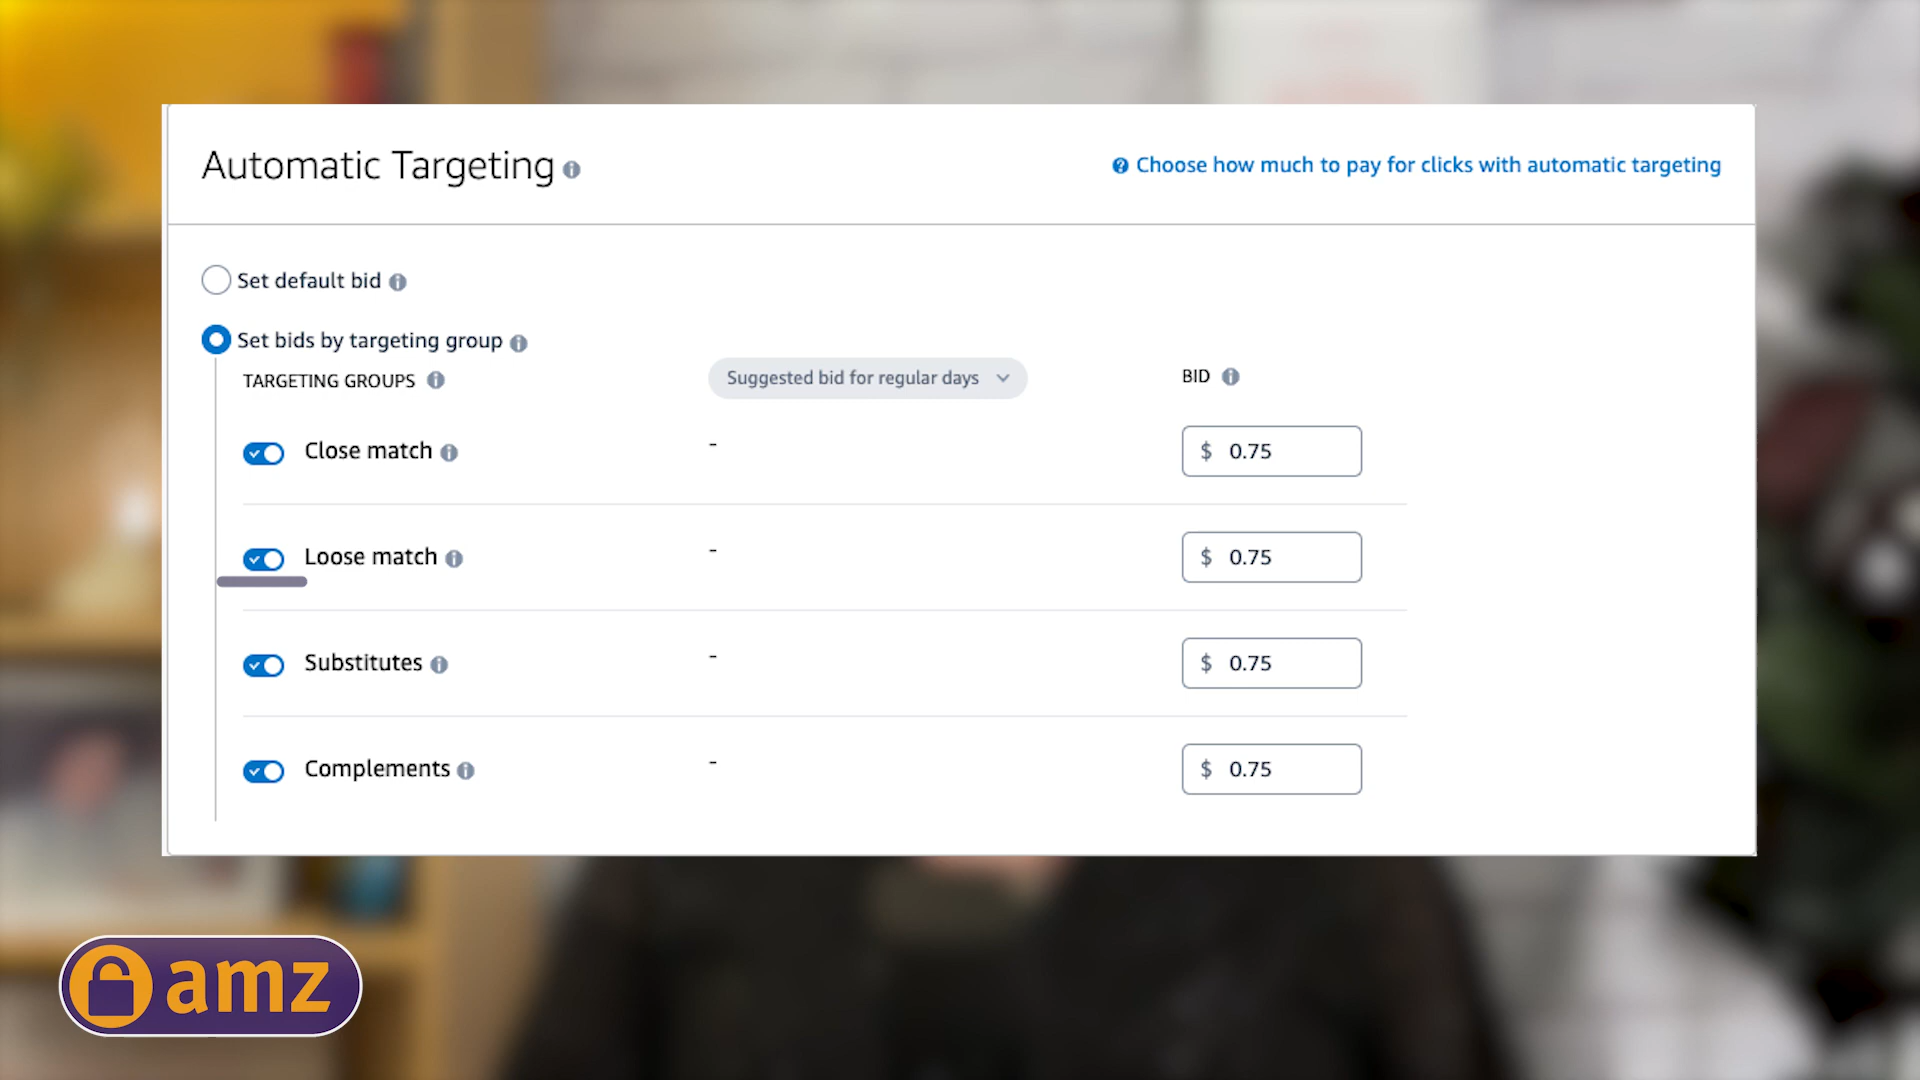 Automatic Targeting
Choose how much to pay for clicks with automatic targeting
Set default bid
Set bids by targeting group
TARGETING GROUPS
Suggested bid for regular days
BID
Close match
-
$ 0.75
Loose match
-
$ 0.75
Substitutes
-
$ 0.75
Complements
-
$ 0.75
amz